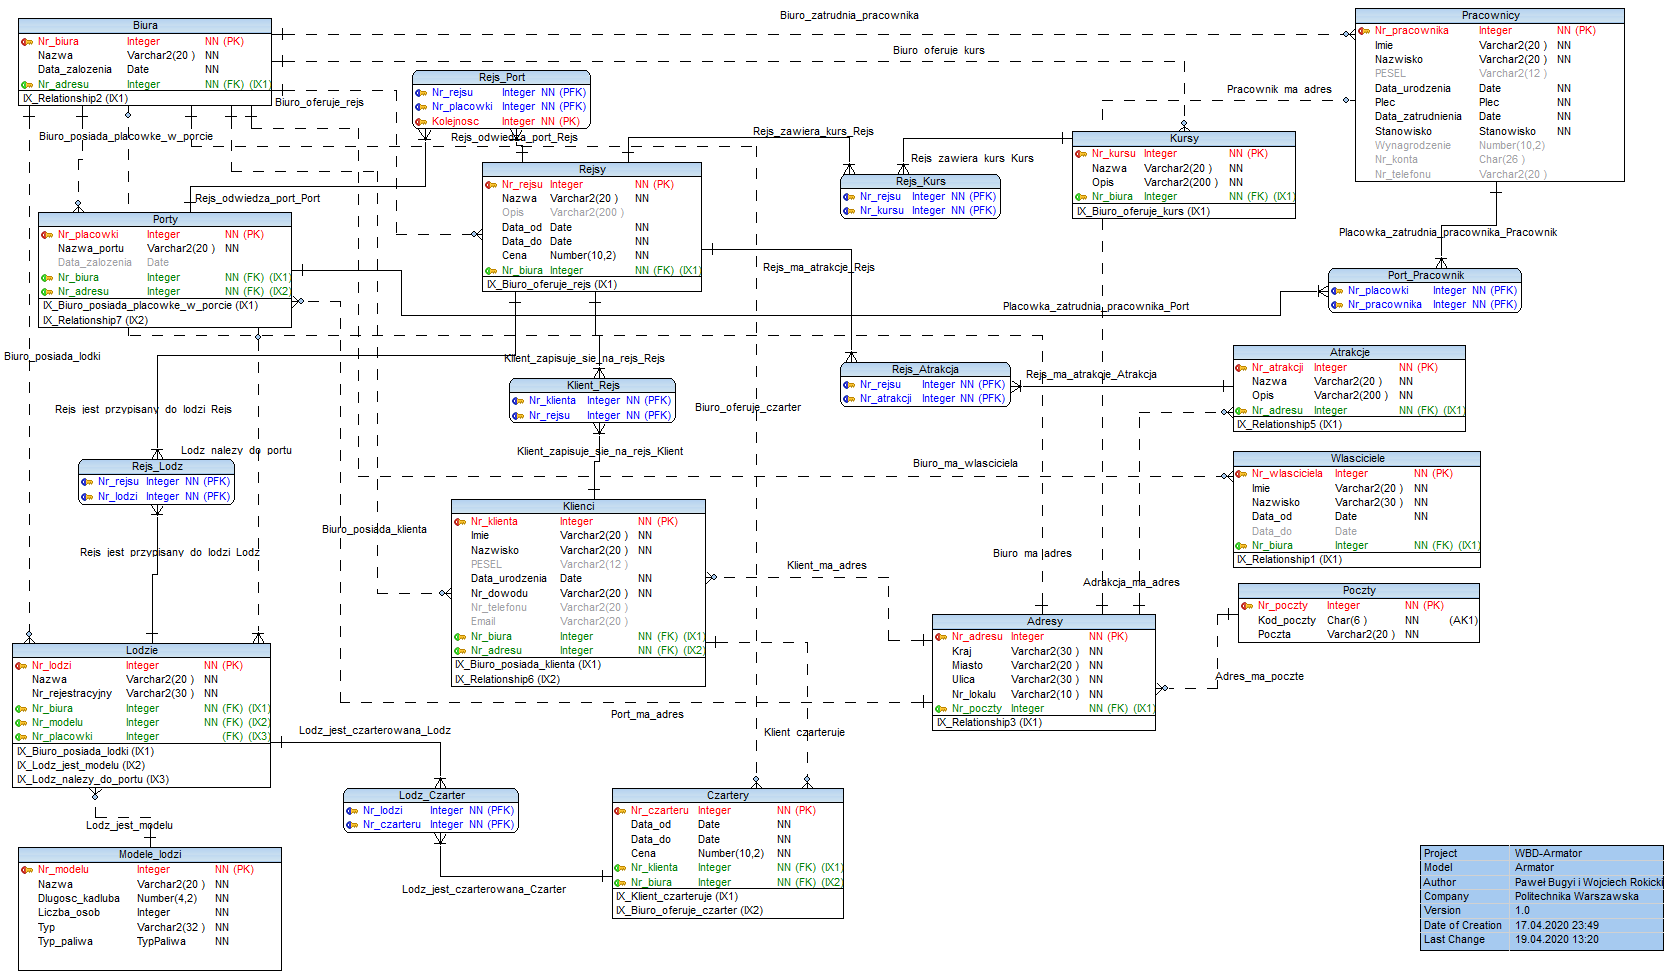 Biura
Nr_biura Integer NN (PK)
Nazwa Varchar2(20 ) NN
Data_zalozenia Date NN
Nr_adresu Integer NN (FK) (IX1)
IX_Relationship2 (IX1)
Biuro_zatrudnia_pracownika
Biuro oferuje kurs
Biuro_oferuje_rejs
Biuro_posiada_placowke_w_porcie
Rejs_Port
Nr_rejsu Integer NN (PFK)
Nr_placowki Integer NN (PFK)
Kolejnosc Integer NN (PK)
Rejs_odwiedza_port_Rejs
Rejs_odwiedza_port_Port
Rejs_zawiera_kurs_Rejs
Rejs zawiera kurs Kurs
Pracownik ma adres
Pracownicy
Nr_pracownika Integer NN (PK)
Imie Varchar2(20 ) NN
Nazwisko Varchar2(20 ) NN
PESEL Varchar2(12 )
Data_urodzenia Date NN
Plec Plec NN
Data_zatrudnienia Date NN
Stanowisko Stanowisko NN
Wynagrodzenie Number(10,2)
Nr_konta Char(26 )
Nr_telefonu Varchar2(20 )
Kursy
Nr_kursu Integer NN (PK)
Nazwa Varchar2(20 ) NN
Opis Varchar2(200 ) NN
Nr_biura Integer NN (FK) (IX1)
IX_Biuro_oferuje_kurs (IX1)
Rejs_Kurs
Nr_rejsu Integer NN (PFK)
Nr_kursu Integer NN (PFK)
Rejsy
Nr_rejsu Integer NN (PK)
Nazwa Varchar2(20 ) NN
Opis Varchar2(200 )
Data_od Date NN
Data_do Date NN
Cena Number(10,2) NN
Nr_biura Integer NN (FK) (IX1)
IX_Biuro_oferuje_rejs (IX1)
Porty
Nr_placowki Integer NN (PK)
Nazwa_portu Varchar2(20 ) NN
Data_zalozenia Date
Nr_biura Integer NN (FK) (IX1)
Nr_adresu Integer NN (FK) (IX2)
IX_Biuro_posiada_placowke_w_porcie (IX1)
IX_Relationship7 (IX2)
Placowka_zatrudnia_pracownika_Pracownik
Port_Pracownik
Nr_placowki Integer NN (PFK)
Nr_pracownika Integer NN (PFK)
Placowka_zatrudnia_pracownika_Port
Rejs_ma_atrakcje_Rejs
Biuro_posiada_lodki
Klient_zapisuje_sie_na_rejs_Rejs
Rejs_Atrakcja
Nr_rejsu Integer NN (PFK)
Nr_atrakcji Integer NN (PFK)
Rejs_ma_atrakcje_Atrakcja
Atrakcje
Nr_atrakcji Integer NN (PK)
Nazwa Varchar2(20 ) NN
Opis Varchar2(200 ) NN
Nr_adresu Integer NN (FK) (IX1)
IX_Relationship5 (IX1)
Klient_Rejs
Nr_klienta Integer NN (PFK)
Nr_rejsu Integer NN (PFK)
Rejs jest przypisany do lodzi Rejs
Biuro_oferuje_czarter
Lodz nalezy do portu
Klient_zapisuje_sie_na_rejs_Klient
Biuro_ma_wlasciciela
Rejs_Lodz
Nr_rejsu Integer NN (PFK)
Nr_lodzi Integer NN (PFK)
Wlasciciele
Nr_wlasciciela Integer NN (PK)
Imie Varchar2(20 ) NN
Nazwisko Varchar2(30 ) NN
Data_od Date NN
Data_do Date
Nr_biura Integer NN (FK) (IX1)
IX_Relationship1 (IX1)
Klienci
Nr_klienta Integer NN (PK)
Imie Varchar2(20 ) NN
Nazwisko Varchar2(20 ) NN
PESEL Varchar2(12 )
Data_urodzenia Date NN
Nr_dowodu Varchar2(20 ) NN
Nr_telefonu Varchar2(20 )
Email Varchar2(20 )
Nr_biura Integer NN (FK) (IX1)
Nr_adresu Integer NN (FK) (IX2)
IX_Biuro_posiada_klienta (IX1)
IX_Relationship6 (IX2)
Biuro_posiada_klienta
Rejs jest przypisany do lodzi Lodz
Klient_ma_adres
Biuro ma adres
Adrakcja_ma_adres
Poczty
Nr_poczty Integer NN (PK)
Kod_poczty Char(6 ) NN (AK1)
Poczta Varchar2(20 ) NN
Adres_ma_poczte
Adresy
Nr_adresu Integer NN (PK)
Kraj Varchar2(30 ) NN
Miasto Varchar2(20 ) NN
Ulica Varchar2(30 ) NN
Nr_lokalu Varchar2(10 ) NN
Nr_poczty Integer NN (FK) (IX1)
IX_Relationship3 (IX1)
Lodzie
Nr_lodzi Integer NN (PK)
Nazwa Varchar2(20 ) NN
Nr_rejestracyjny Varchar2(30 ) NN
Nr_biura Integer NN (FK) (IX1)
Nr_modelu Integer NN (FK) (IX2)
Nr_placowki Integer (FK) (IX3)
IX_Biuro_posiada_lodki (IX1)
IX_Lodz_jest_modelu (IX2)
IX_Lodz_nalezy_do_portu (IX3)
Port_ma_adres
Klient czarteruje
Lodz_jest_czarterowana_Lodz
Lodz_Czarter
Nr_lodzi Integer NN (PFK)
Nr_czarteru Integer NN (PFK)
Lodz_jest_czarterowana_Czarter
Czartery
Nr_czarteru Integer NN (PK)
Data_od Date NN
Data_do Date NN
Cena Number(10,2) NN
Nr_klienta Integer NN (FK) (IX1)
Nr_biura Integer NN (FK) (IX2)
IX_Klient_czarteruje (IX1)
IX_Biuro_oferuje_czarter (IX2)
Lodz_jest_modelu
Modele_lodzi
Nr_modelu Integer NN (PK)
Nazwa Varchar2(20 ) NN
Dlugosc_kadluba Number(4,2) NN
Liczba_osob Integer NN
Typ Varchar2(32 ) NN
Typ_paliwa TypPaliwa NN
Project WBD-Armator
Model Armator
Author Paweł Bugyi i Wojciech Rokicki
Company Politechnika Warszawska
Version 1.0
Date of Creation 17.04.2020 23:49
Last Change 19.04.2020 13:20